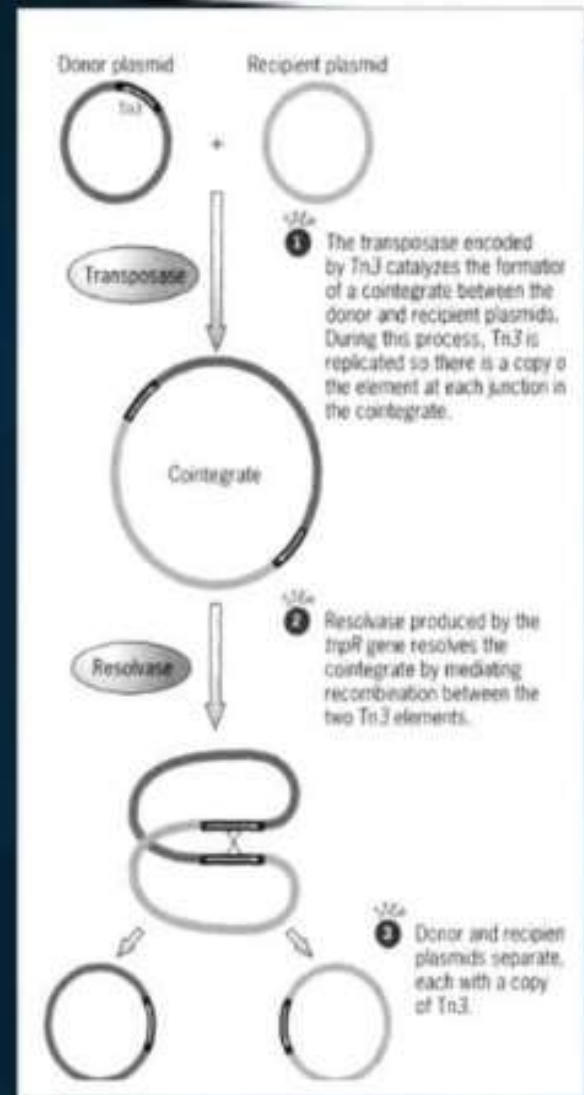 Donor plasmid
Recipient plasmid
Tn3
+
Transposase
1
The transposase encoded
by Tn3 catalyzes the formator
of a cointegrate between the
donor and recipient plasmids.
During this process, Tn3 is
replicated so there is a copy o
the element at each junction in
the cointegrate.
Cointegrate
2
Resolvase produced by the
tnpR gene resolves the
cointegrate by mediating
recombination between the
two Tn3 elements.
Resolvase
3
Donor and recipien
plasmids separate,
each with a copy
of Tn3.